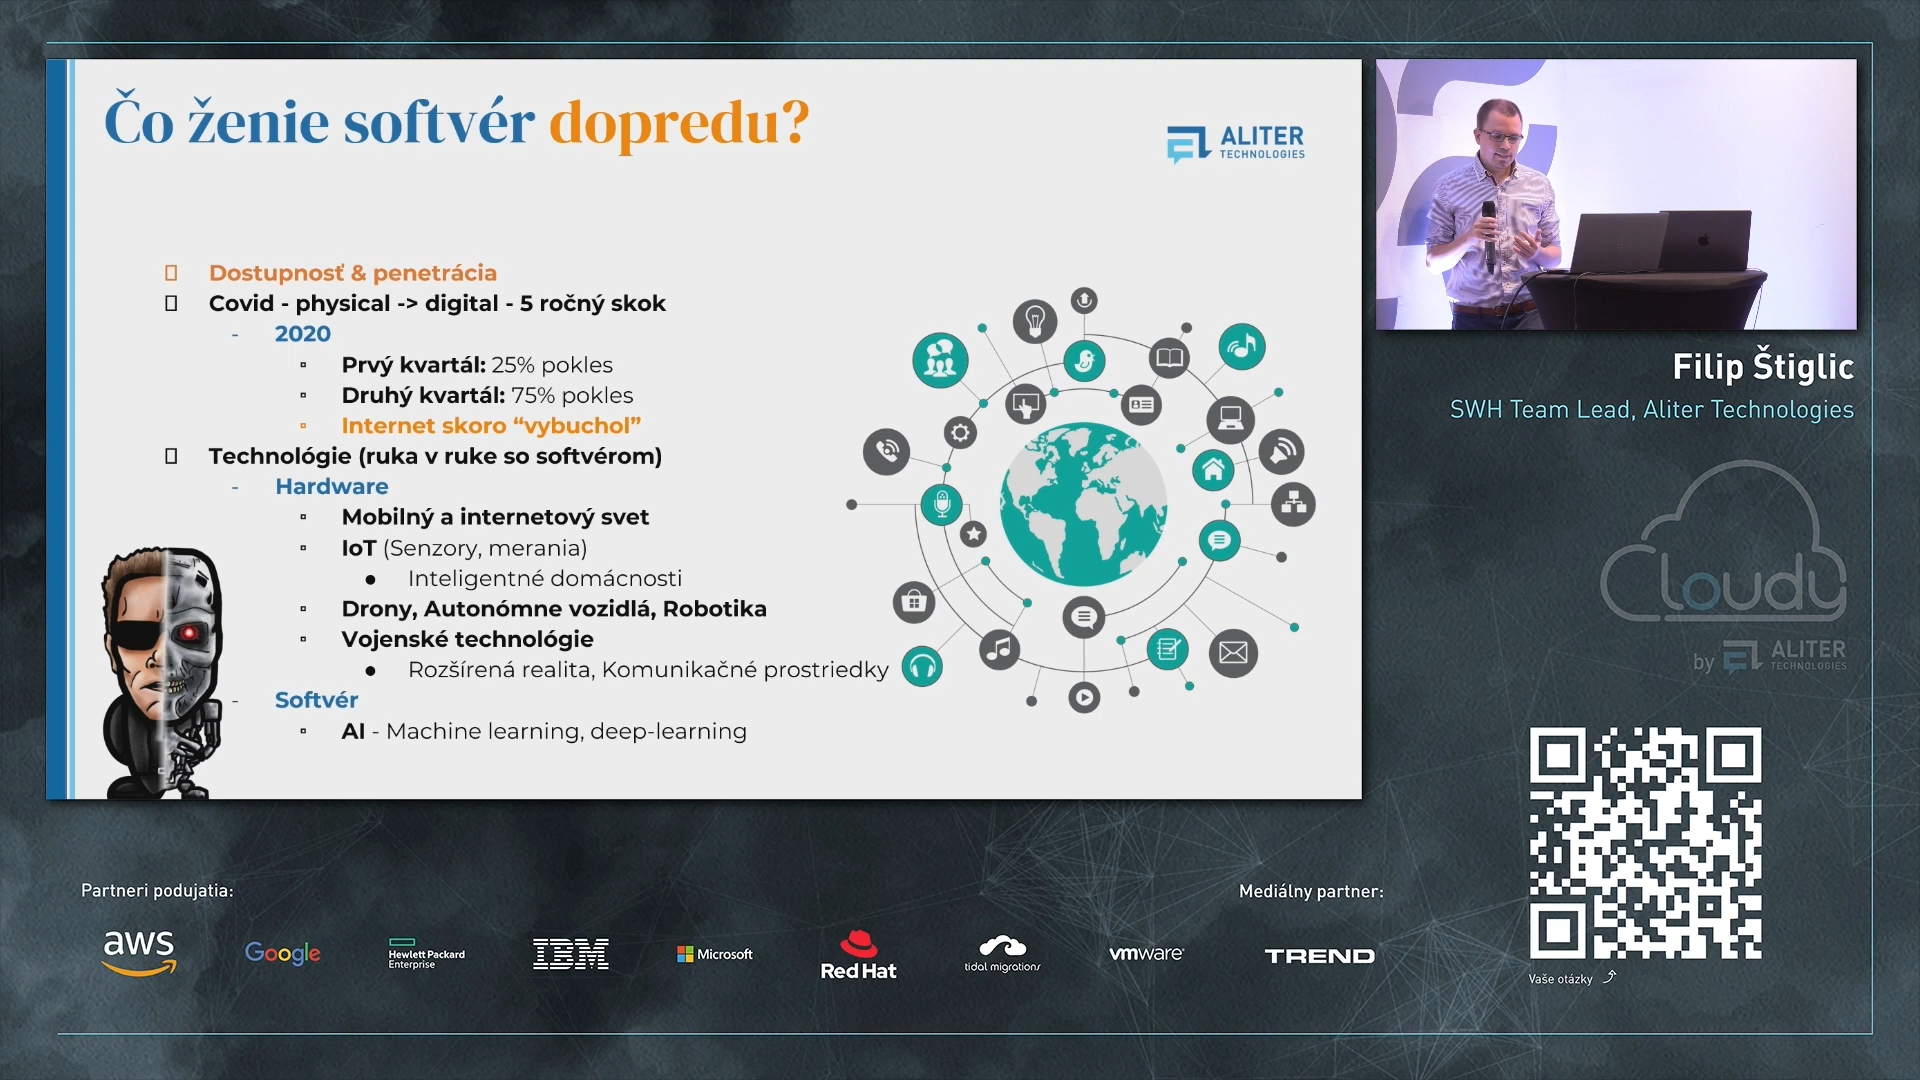 Čo ženie softvér dopredu?
ALITER
TECHNOLOGIES
Dostupnosť & penetrácia
Covid - physical -> digital - 5 ročný skok
- 2020
Prvý kvartál: 25% pokles
Druhý kvartál: 75% pokles
Internet skoro “vybuchol”
Technológie (ruka v ruke so softvérom)
- Hardware
Mobilný a internetový svet
IoT (Senzory, merania)
Inteligentné domácnosti
Drony, Autonómne vozidlá, Robotika
Vojenské technológie
Rozšírená realita, Komunikačné prostriedky
- Softvér
AI - Machine learning, deep-learning
Filip Štiglic
SWH Team Lead, Aliter Technologies
Cloudy
by ALITER
TECHNOLOGIES
Vaše otázky
Partneri podujatia:
aws
Google
Hewlett Packard
Enterprise
IBM
Microsoft
Red Hat
tidal migrations
vmware
Mediálny partner:
TREND